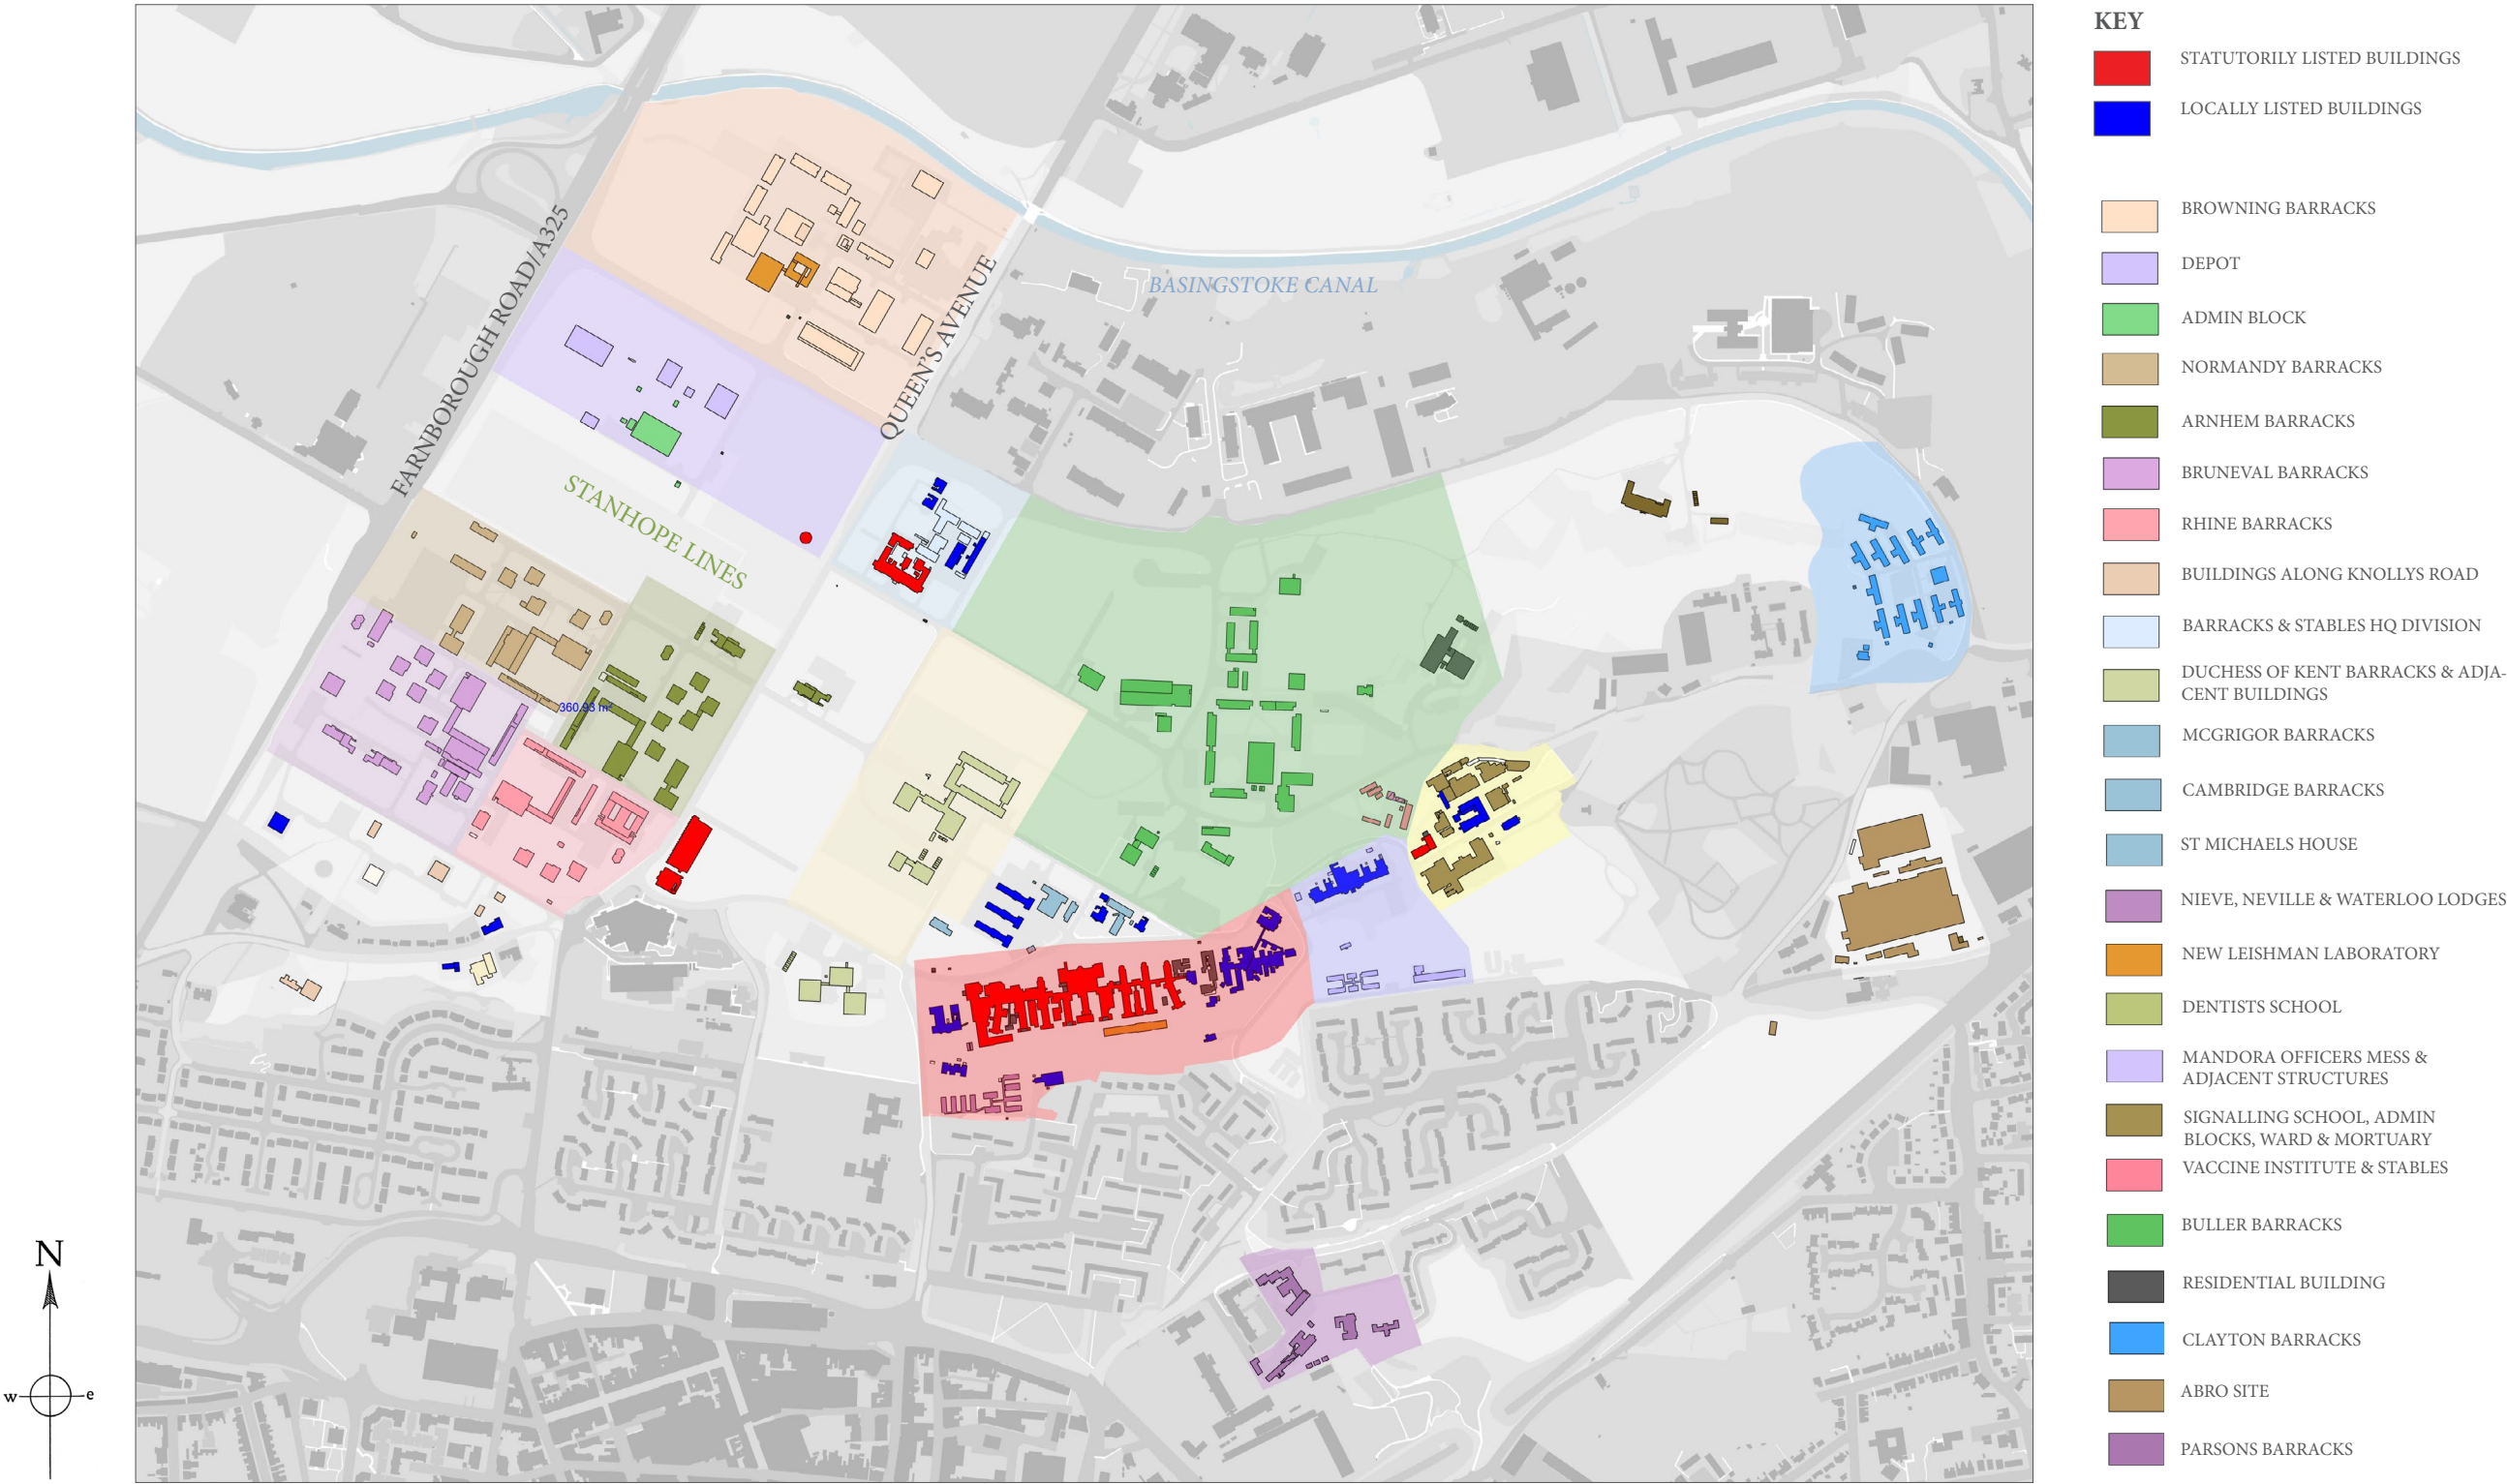 FARNBOROUGH ROAD/A325
QUEEN'S AVENUE
BASINGSTOKE CANAL
STANHOPE LINES
360.93 m²
N
w
e
KEY
STATUTORILY LISTED BUILDINGS
LOCALLY LISTED BUILDINGS
BROWNING BARRACKS
DEPOT
ADMIN BLOCK
NORMANDY BARRACKS
ARNHEM BARRACKS
BRUNEVAL BARRACKS
RHINE BARRACKS
BUILDINGS ALONG KNOLLYS ROAD
BARRACKS & STABLES HQ DIVISION
DUCHESS OF KENT BARRACKS & ADJA-
CENT BUILDINGS
MCGRIGOR BARRACKS
CAMBRIDGE BARRACKS
ST MICHAELS HOUSE
NIEVE, NEVILLE & WATERLOO LODGES
NEW LEISHMAN LABORATORY
DENTISTS SCHOOL
MANDORA OFFICERS MESS &
ADJACENT STRUCTURES
SIGNALLING SCHOOL, ADMIN
BLOCKS, WARD & MORTUARY
VACCINE INSTITUTE & STABLES
BULLER BARRACKS
RESIDENTIAL BUILDING
CLAYTON BARRACKS
ABRO SITE
PARSONS BARRACKS